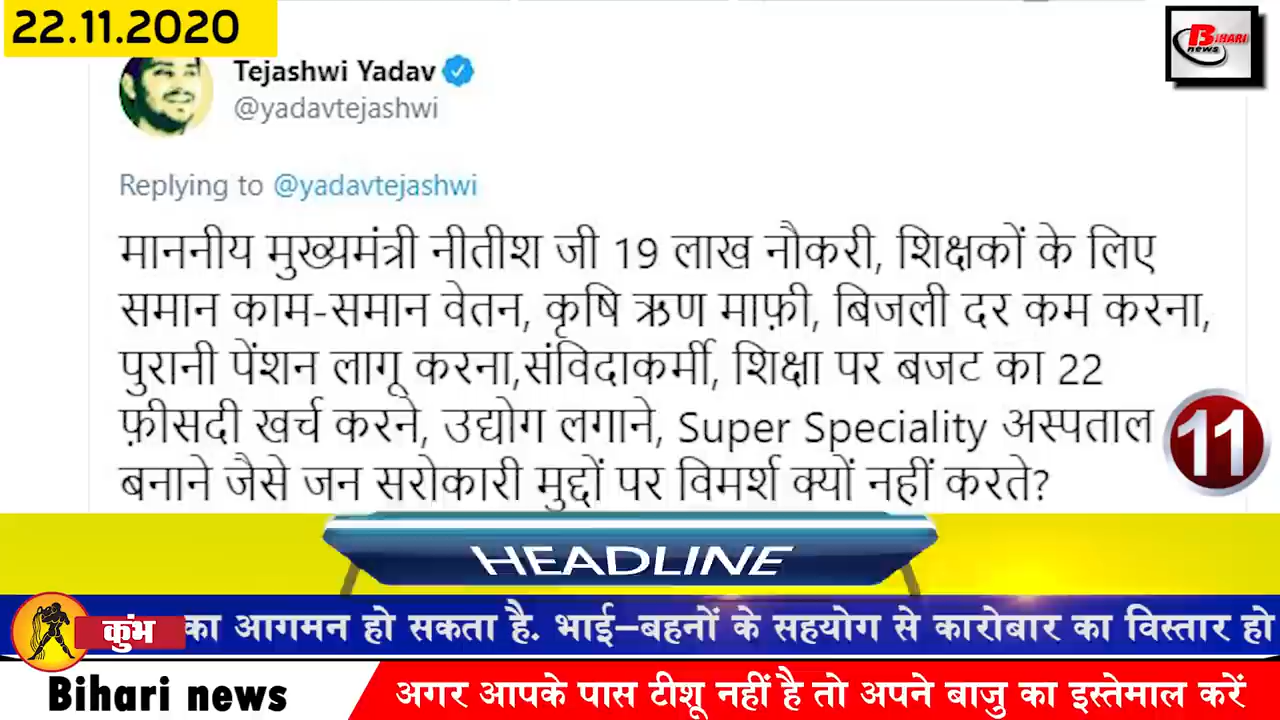 22.11.2020
BIHARI
news
Tejashwi Yadav
@yadavtejashwi
Replying to @yadavtejashwi
माननीय मुख्यमंत्री नीतीश जी 19 लाख नौकरी, शिक्षकों के लिए
समान काम-समान वेतन, कृषि ऋण माफ़ी, बिजली दर कम करना,
पुरानी पेंशन लागू करना,संविदाकर्मी, शिक्षा पर बजट का 22
फ़ीसदी खर्च करने, उद्योग लगाने, Super Speciality अस्पताल
बनाने जैसे जन सरोकारी मुद्दों पर विमर्श क्यों नहीं करते?
11
HEADLINE
कुंभ का आगमन हो सकता है. भाई–बहनों के सहयोग से कारोबार का विस्तार हो
Bihari news अगर आपके पास टीशू नहीं है तो अपने बाजु का इस्तेमाल करें